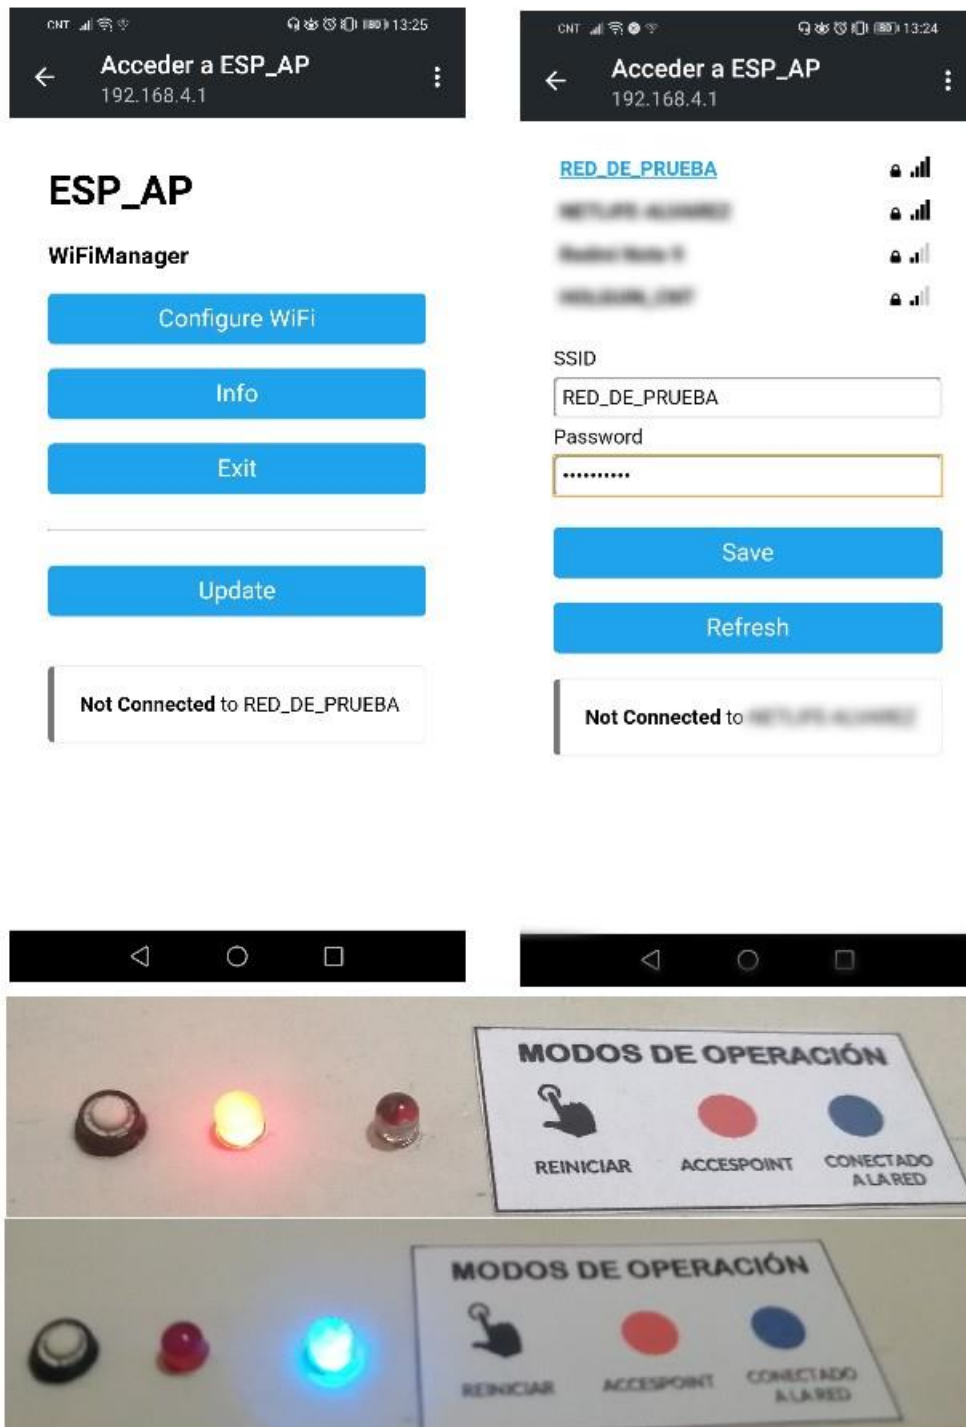 CNT
80
13:25
Acceder a ESP_AP
192.168.4.1
ESP_AP
WiFiManager
Configure WiFi
Info
Exit
Update
Not Connected to RED_DE_PRUEBA
CNT
80
13:24
Acceder a ESP_AP
192.168.4.1
RED_DE_PRUEBA
SSID
RED_DE_PRUEBA
Password
••••••••••
Save
Refresh
Not Connected to
MODOS DE OPERACIÓN
REINICIAR
ACCESPOINT
CONECTADO
A LA RED
MODOS DE OPERACIÓN
REINICIAR
ACCESPOINT
CONECTADO
A LA RED